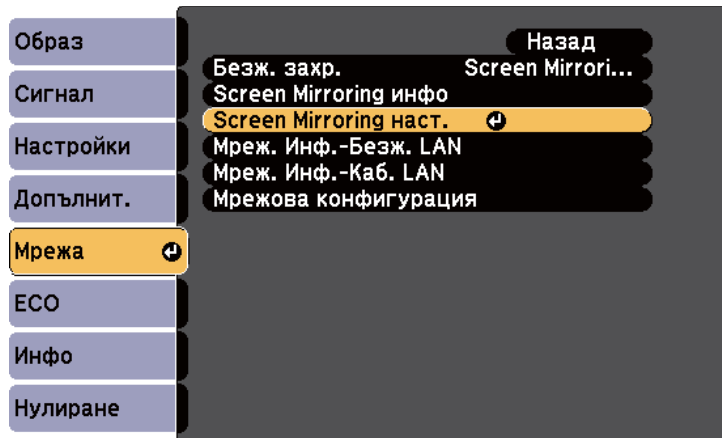 Образ
Сигнал
Настройки
Допълнит.
Мрежа
ECO
Инфо
Нулиране
Назад
Безж. захр. Screen Mirrori...
Screen Mirroring инфо
Screen Mirroring наст.
Мреж. Инф.-Безж. LAN
Мреж. Инф.-Каб. LAN
Мрежова конфигурация